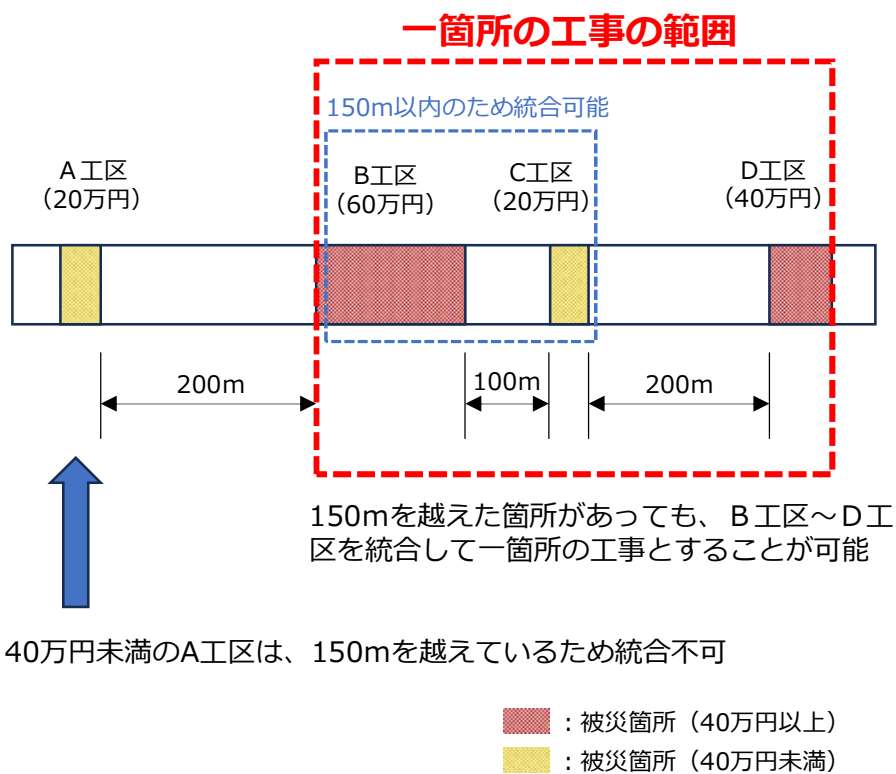 一箇所の工事の範囲
150m以内のため統合可能
A工区
（20万円）
B工区
（60万円）
C工区
（20万円）
D工区
（40万円）
200m
100m
200m
150mを越えた箇所があっても、B工区～D工
区を統合して一箇所の工事とすることが可能
40万円未満のA工区は、150mを越えているため統合不可
：被災箇所（40万円以上）
：被災箇所（40万円未満）